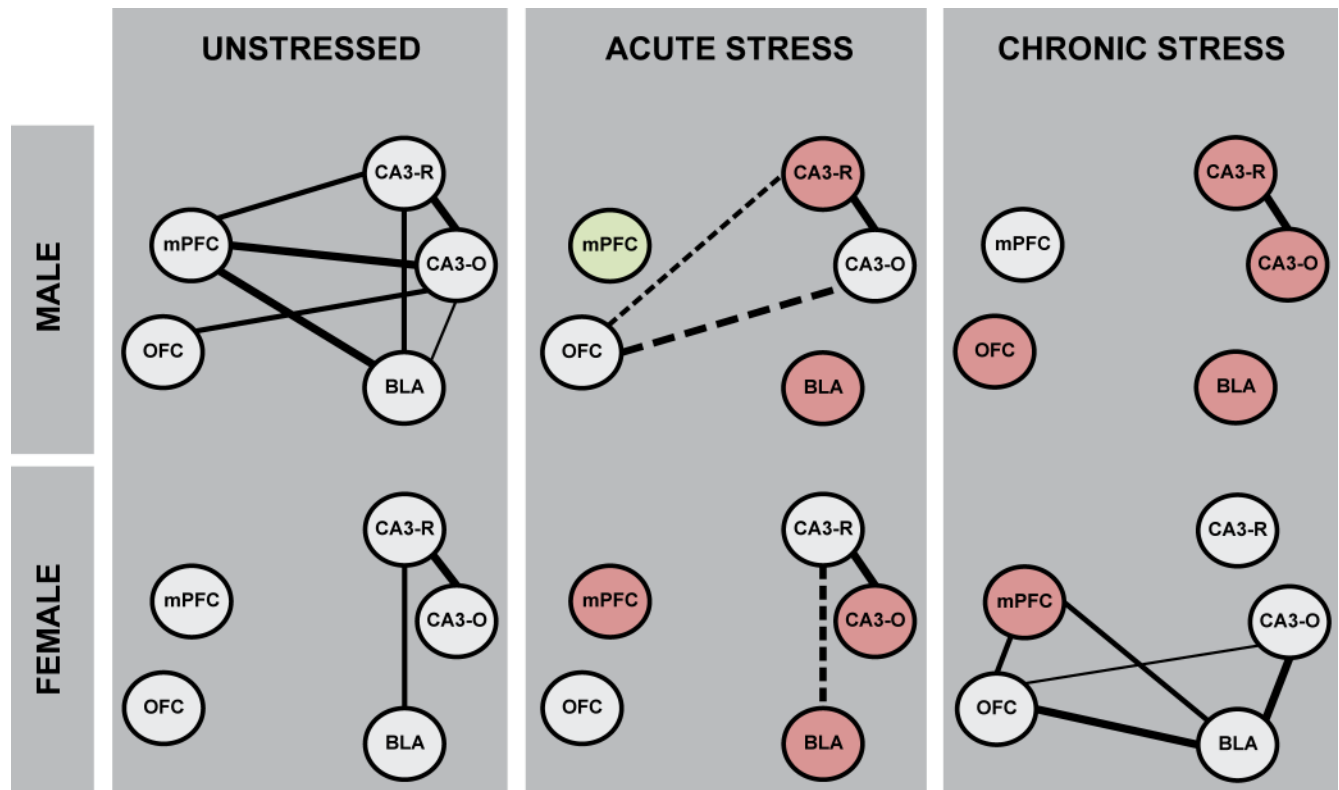 UNSTRESSED
ACUTE STRESS
CHRONIC STRESS
MALE
CA3-R
mPFC
CA3-O
OFC
BLA
CA3-R
mPFC
CA3-O
OFC
BLA
CA3-R
mPFC
CA3-O
OFC
BLA
FEMALE
CA3-R
mPFC
CA3-O
OFC
BLA
CA3-R
mPFC
CA3-O
OFC
BLA
CA3-R
mPFC
CA3-O
OFC
BLA